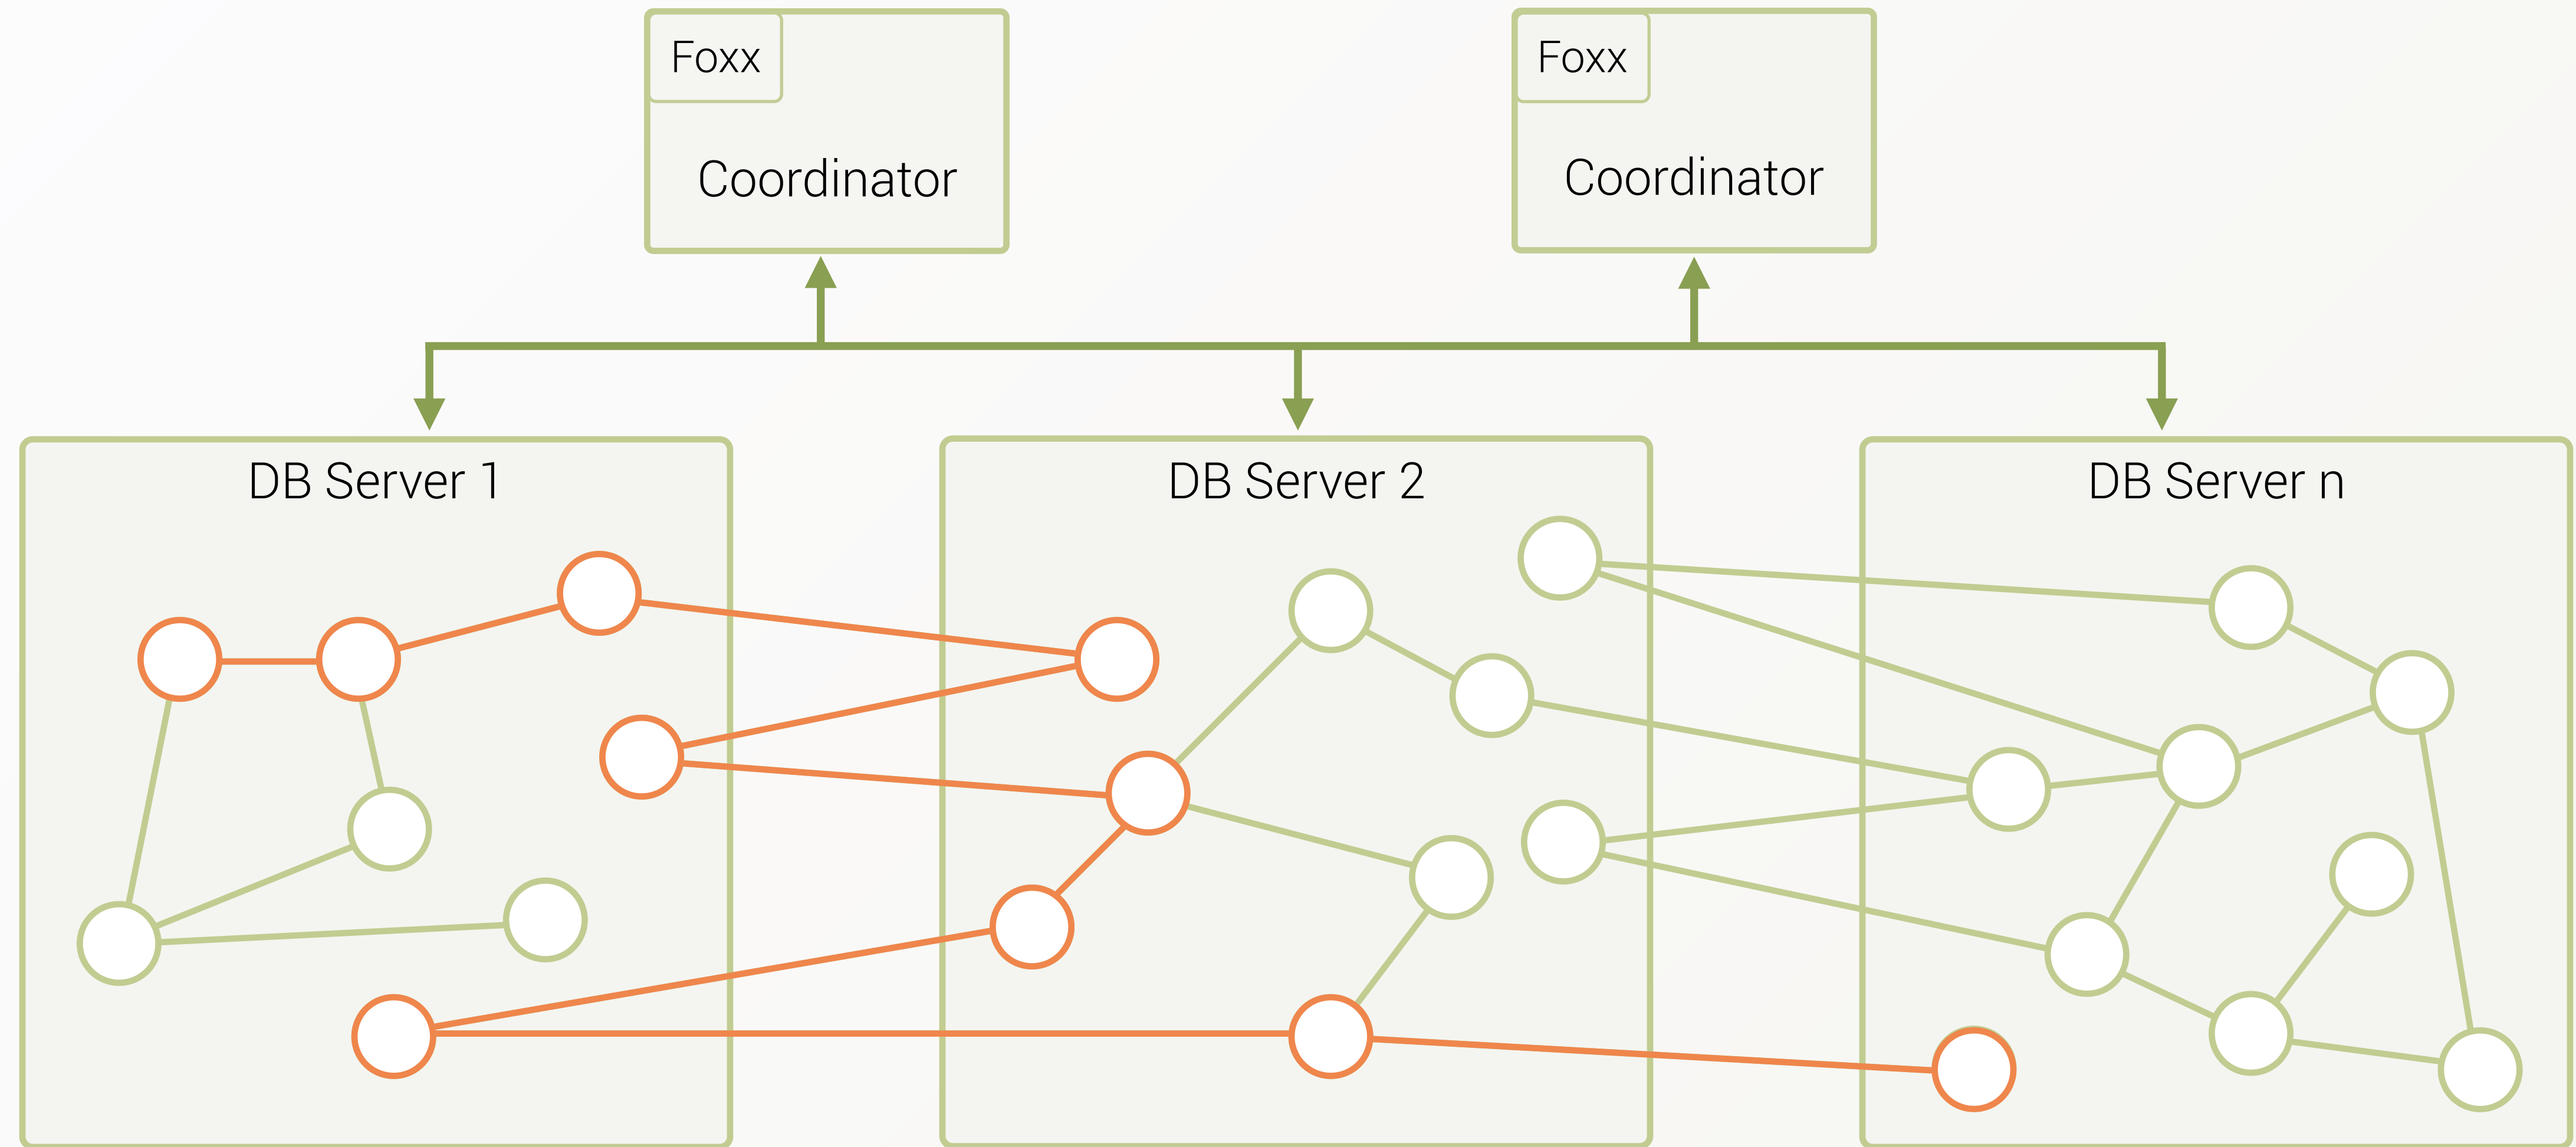 Foxx
Coordinator
Foxx
Coordinator
DB Server 1
DB Server 2
DB Server n